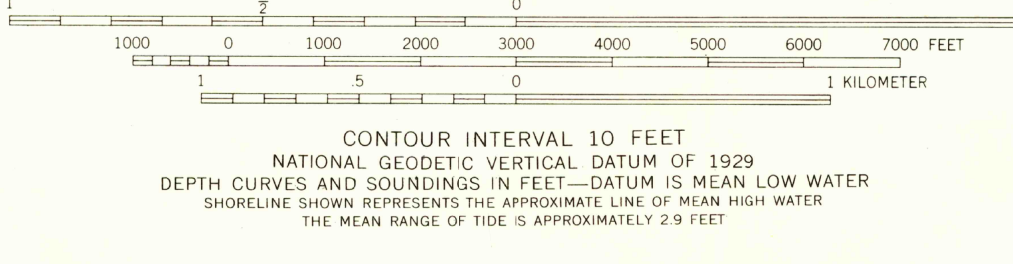 1 1/2 0
1000 0 1000 2000 3000 4000 5000 6000 7000 FEET
1 .5 0 1 KILOMETER
CONTOUR INTERVAL 10 FEET
NATIONAL GEODETIC VERTICAL DATUM OF 1929
DEPTH CURVES AND SOUNDINGS IN FEET—DATUM IS MEAN LOW WATER
SHORELINE SHOWN REPRESENTS THE APPROXIMATE LINE OF MEAN HIGH WATER
THE MEAN RANGE OF TIDE IS APPROXIMATELY 2.9 FEET